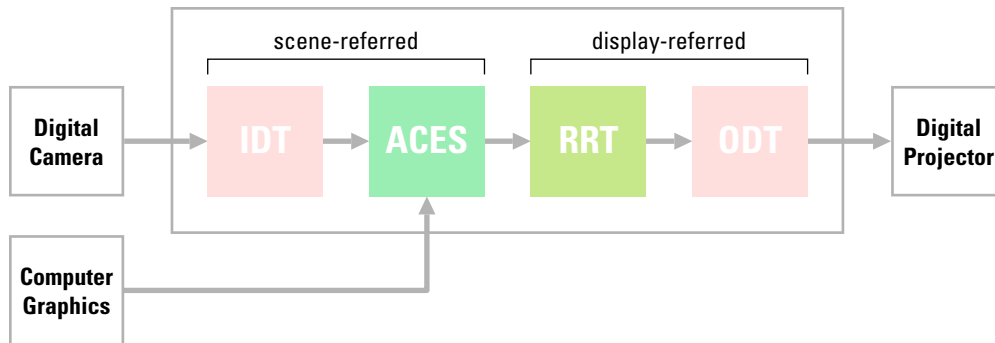 scene-referred
display-referred
Digital
Camera
IDT
ACES
RRT
ODT
Digital
Projector
Computer
Graphics